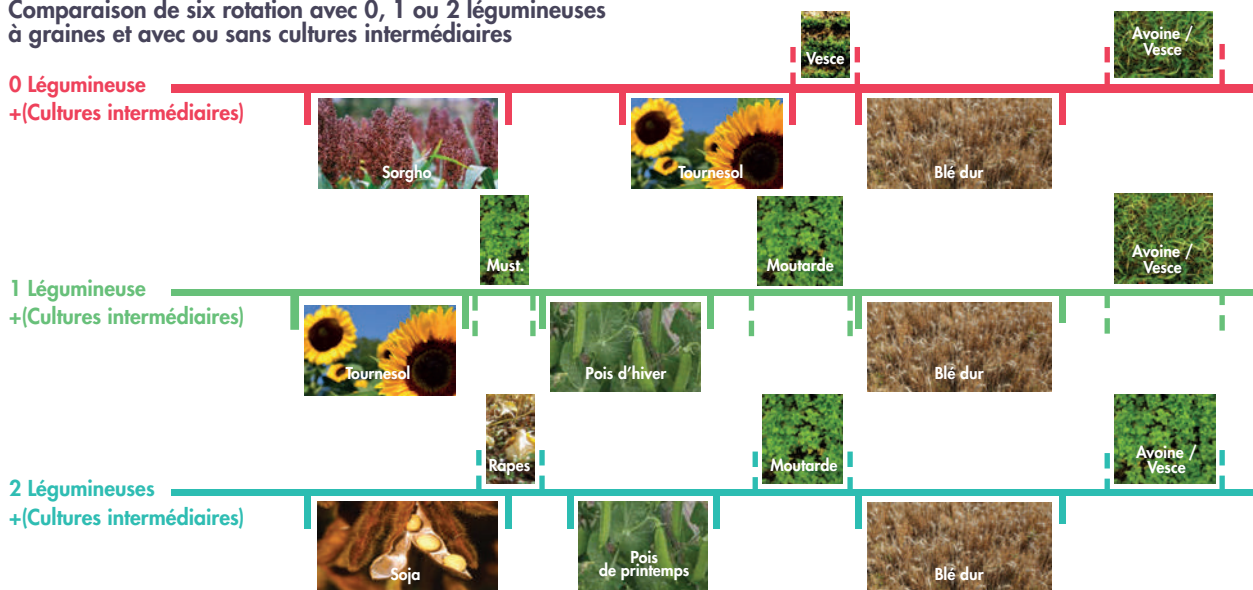 Comparaison de six rotation avec 0, 1 ou 2 légumineuses
à graines et avec ou sans cultures intermédiaires
Vesce
Avoine /
Vesce
0 Légumineuse
+(Cultures intermédiaires)
Sorgho
Tournesol
Blé dur
Must.
Moutarde
Avoine /
Vesce
1 Légumineuse
+(Cultures intermédiaires)
Tournesol
Pois d'hiver
Blé dur
Râpes
Moutarde
Avoine /
Vesce
2 Légumineuses
+(Cultures intermédiaires)
Soja
Pois
de printemps
Blé dur